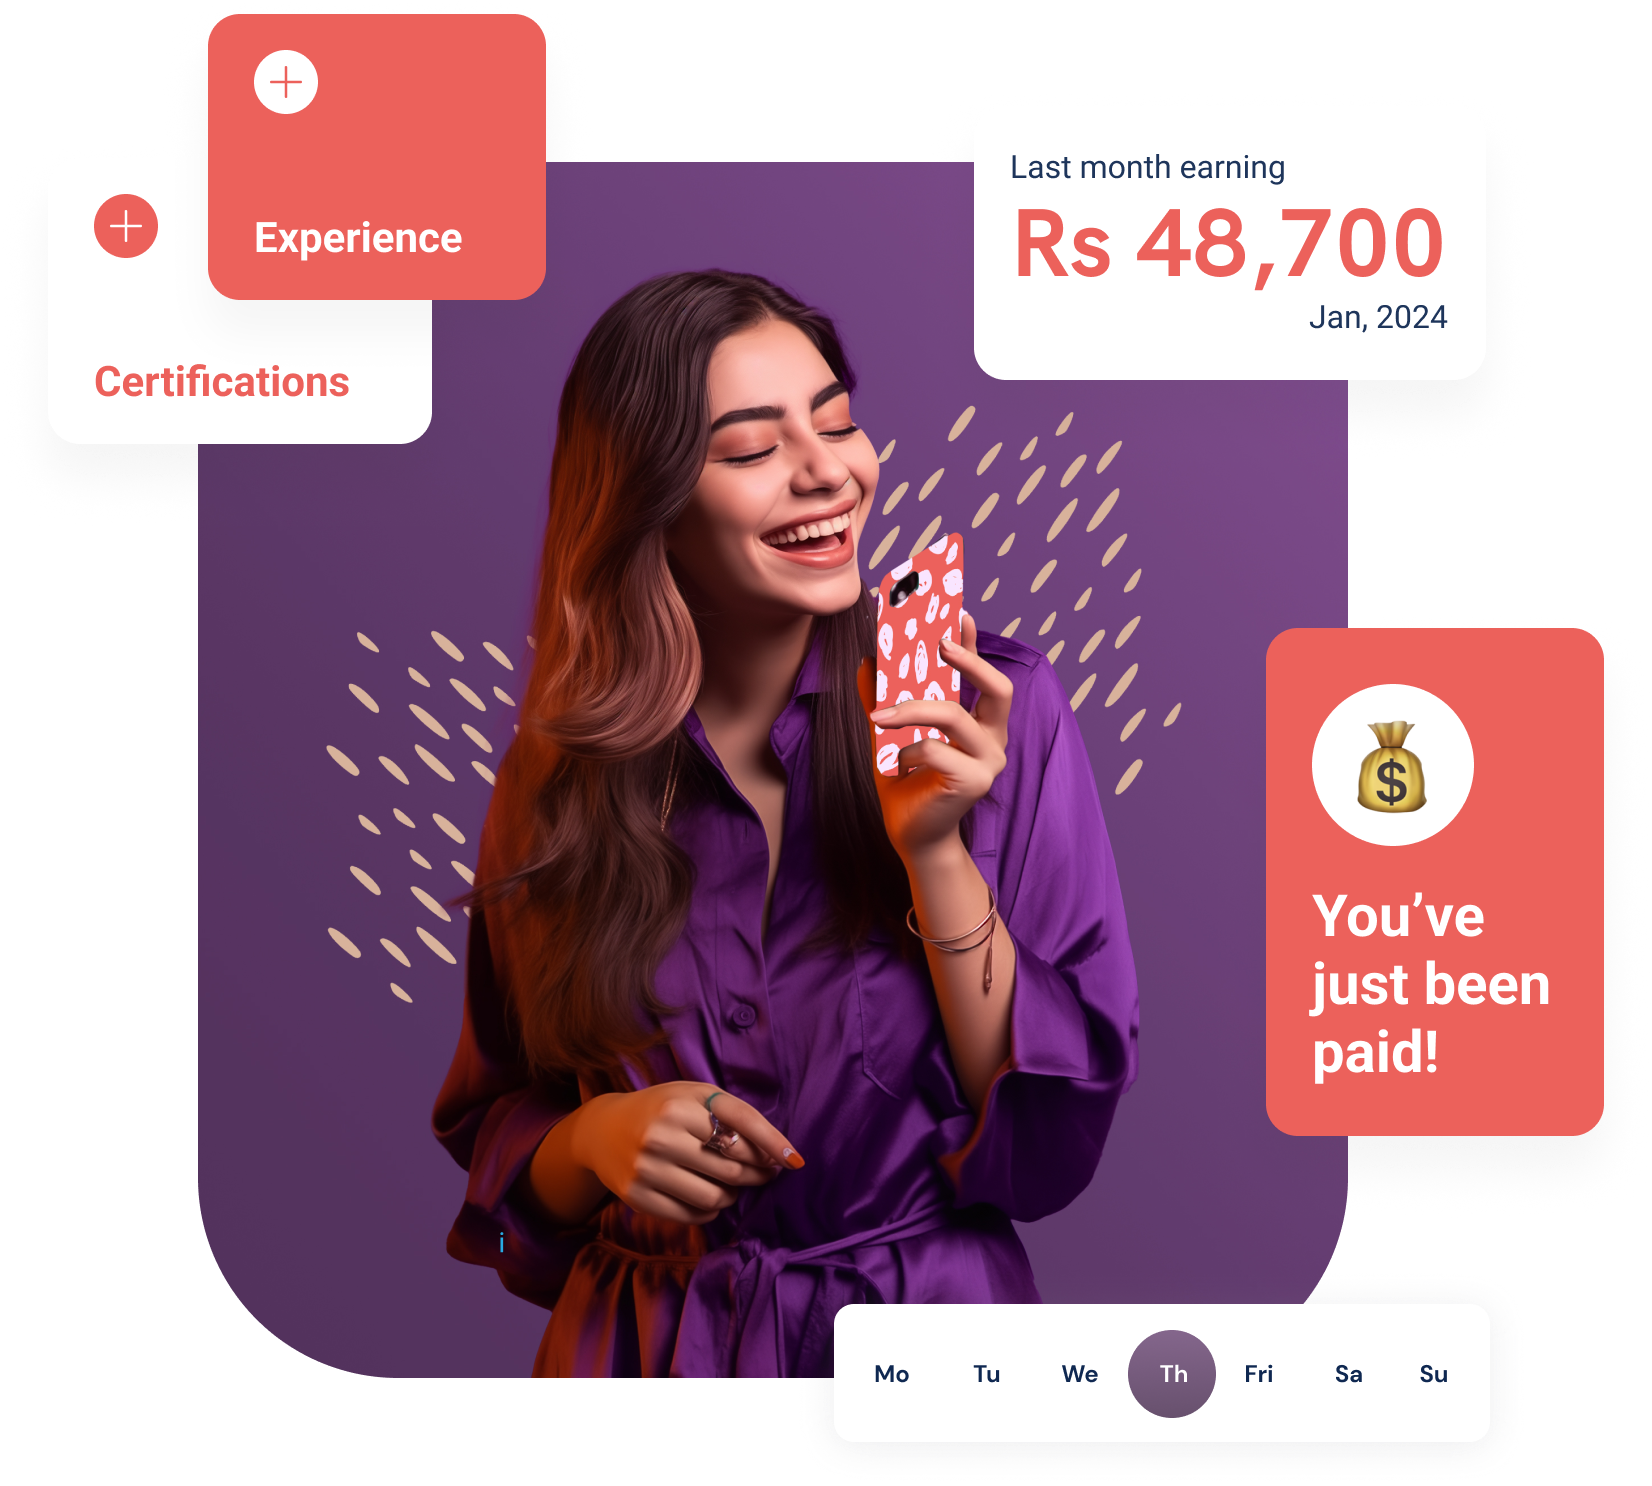 Experience
Certifications
Last month earning
Rs 48,700
Jan, 2024
$
You’ve
just been
paid!
i
Mo Tu We Th Fri Sa Su